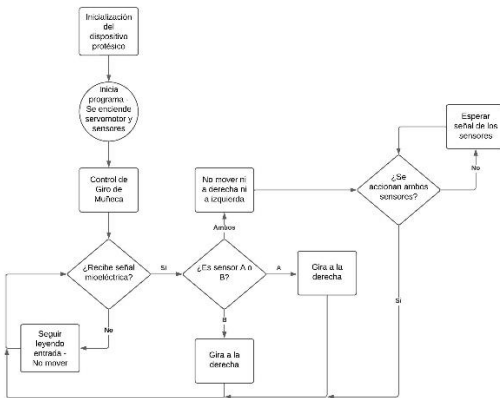 Inicialización
del
dispositivo
protésico
Inicia
programa -
Se enciende
servomotor y
sensores
Control de
Giro de
Muñeca
¿Recibe señal
mioeléctrica?
Si
No
Seguir
leyendo
entrada -
No mover
¿Es sensor A o
B?
Ambos
No mover ni
a derecha ni
a izquierda
A
Gira a la
derecha
B
Gira a la
derecha
¿Se
accionan ambos
sensores?
No
Esperar
señal de los
sensores
Sí